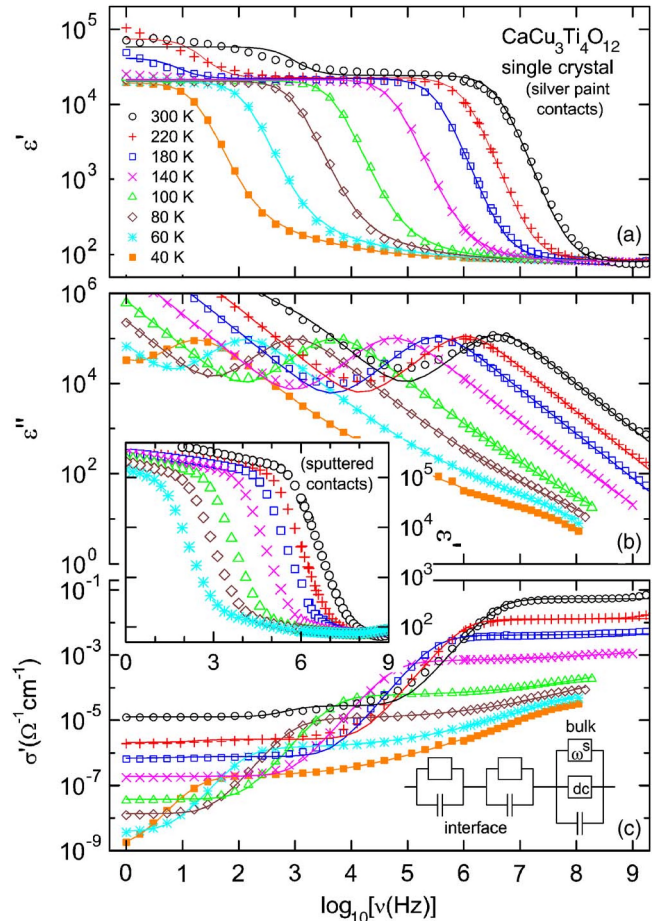 CaCu3Ti4O12
single crystal
(silver paint
contacts)
10^5
10^4
10^3
10^2
ε'
300 K
220 K
180 K
140 K
100 K
80 K
60 K
40 K
(a)
10^6
10^4
10^2
10^0
ε''
(b)
(sputtered
contacts)
10^5
10^4
10^3
10^2
ε'
0 3 6 9
10^-1
10^-3
10^-5
10^-7
10^-9
σ'(Ω^-1cm^-1)
bulk
ω^s
dc
interface
(c)
0 1 2 3 4 5 6 7 8 9
log10[ν(Hz)]